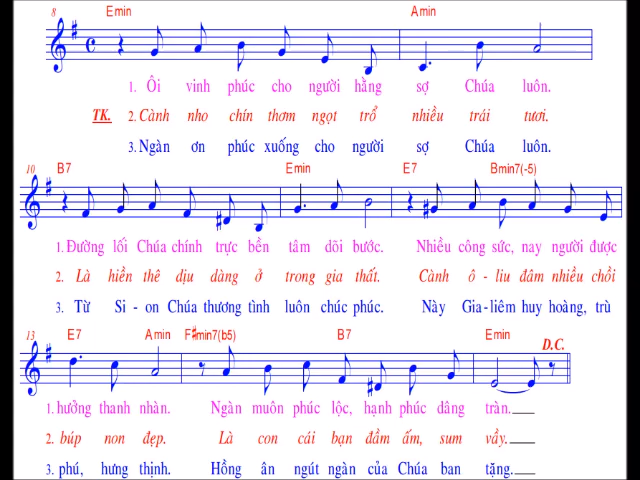 8 Emin Amin
1. Ôi vinh phúc cho người hằng sợ Chúa luôn.
TK. 2. Cành nho chín thơm ngọt trổ nhiều trái tươi.
3. Ngàn ơn phúc xuống cho người sợ Chúa luôn.
10 B7 Emin E7 Bmin7(-5)
1. Đường lối Chúa chính trực bền tâm dõi bước. Nhiều công sức, nay người được
2. Là hiền thê dịu dàng ở trong gia thất. Cành ô - liu đâm nhiều chồi
3. Từ Si - on Chúa thương tình luôn chúc phúc. Này Gia-liêm huy hoàng, trù
13 E7 Amin F#min7(b5) B7 Emin D.C.
1. hưởng thanh nhàn. Ngàn muôn phúc lộc, hạnh phúc dâng tràn.
2. búp non đẹp. Là con cái bạn đầm ấm, sum vầy.
3. phú, hưng thịnh. Hồng ân ngút ngàn của Chúa ban tặng.